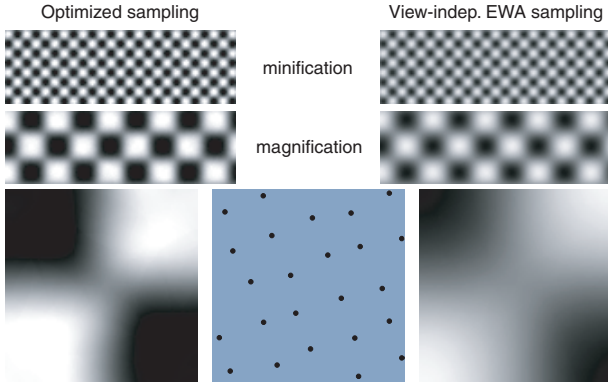 Optimized sampling
View-indep. EWA sampling
minification
magnification